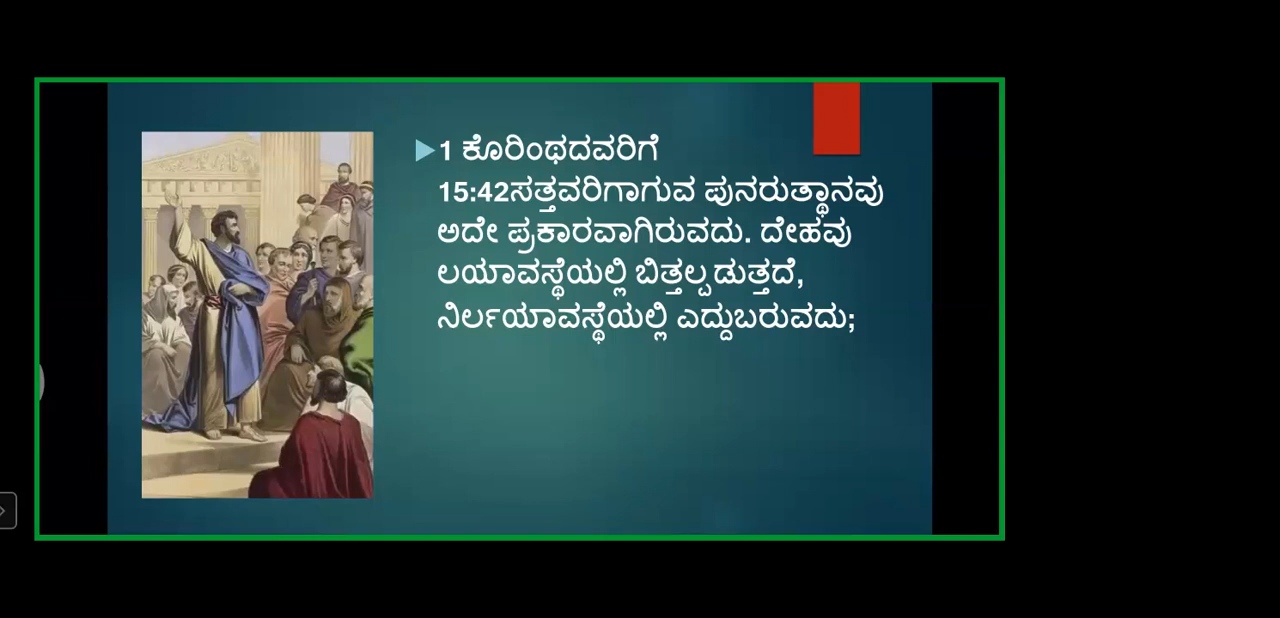 1 ಕೊರಿಂಥದವರಿಗೆ
15:42ಸತ್ತವರಿಗಾಗುವ ಪುನರುತ್ಥಾನವು
ಅದೇ ಪ್ರಕಾರವಾಗಿರುವದು. ದೇಹವು
ಲಯಾವಸ್ಥೆಯಲ್ಲಿ ಬಿತ್ತಲ್ಪಡುತ್ತದೆ,
ನಿರ್ಲಯಾವಸ್ಥೆಯಲ್ಲಿ ಎದ್ದುಬರುವದು;